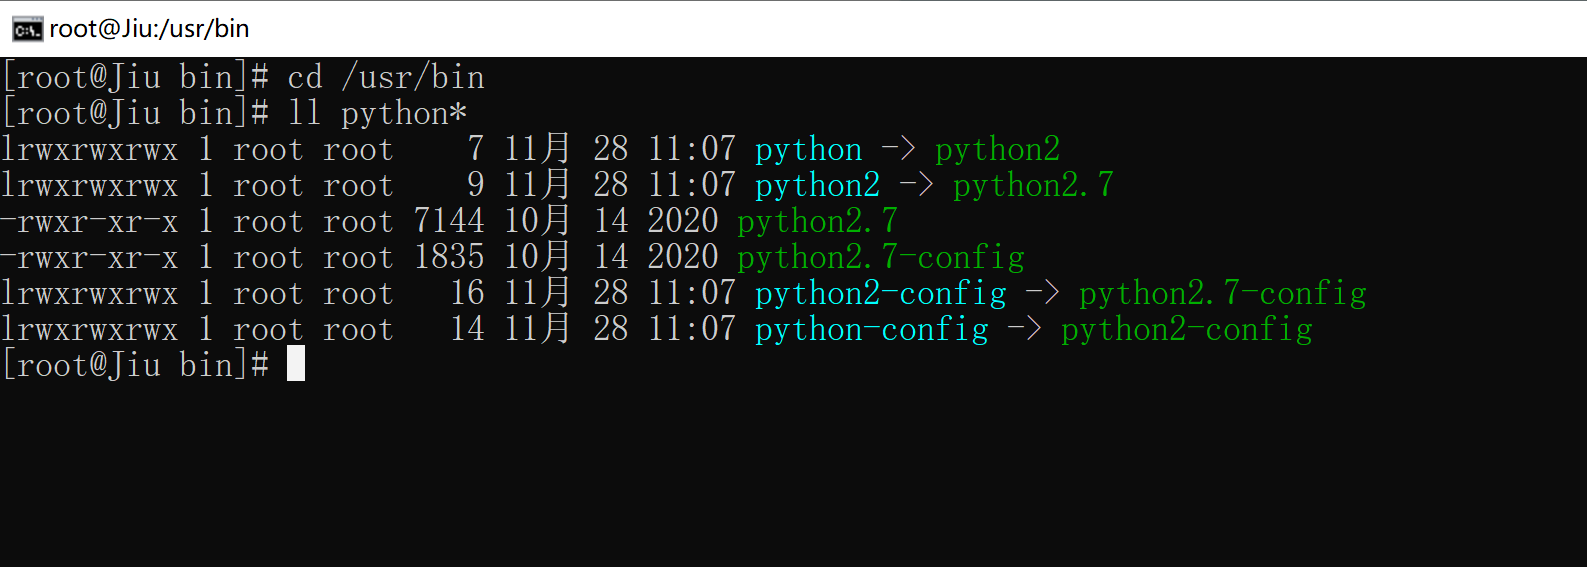 root@Jiu:/usr/bin
[root@Jiu bin]# cd /usr/bin
[root@Jiu bin]# ll python*
lrwxrwxrwx 1 root root    7 11月 28 11:07 python -> python2
lrwxrwxrwx 1 root root    9 11月 28 11:07 python2 -> python2.7
-rwxr-xr-x 1 root root 7144 10月 14 2020 python2.7
-rwxr-xr-x 1 root root 1835 10月 14 2020 python2.7-config
lrwxrwxrwx 1 root root   16 11月 28 11:07 python2-config -> python2.7-config
lrwxrwxrwx 1 root root   14 11月 28 11:07 python-config -> python2-config
[root@Jiu bin]#